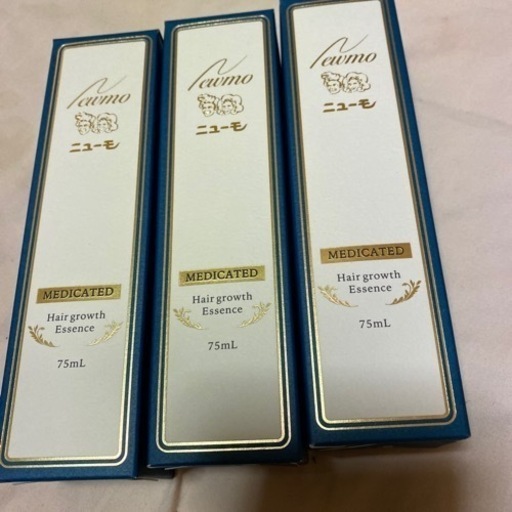 Newmo
ニューモ
MEDICATED
Hair growth
Essence
75mL
Newmo
ニューモ
MEDICATED
Hair growth
Essence
75mL
Newmo
ニューモ
MEDICATED
Hair growth
Essence
75mL